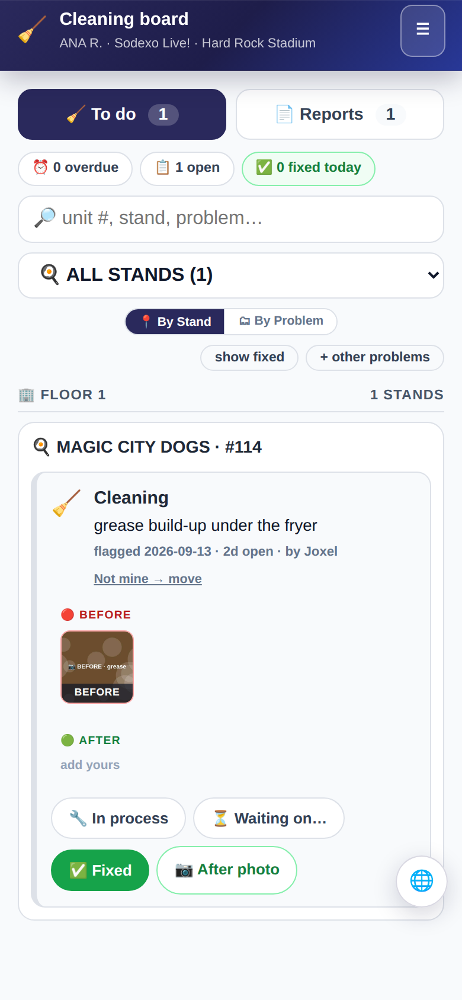 Cleaning board
ANA R. · Sodexo Live! · Hard Rock Stadium
To do 1
Reports 1
0 overdue
1 open
0 fixed today
unit #, stand, problem…
ALL STANDS (1)
By Stand
By Problem
show fixed
+ other problems
FLOOR 1
1 STANDS
MAGIC CITY DOGS · #114
Cleaning
grease build-up under the fryer
flagged 2026-09-13 · 2d open · by Joxel
Not mine → move
BEFORE
BEFORE · grease
BEFORE
AFTER
add yours
In process
Waiting on…
Fixed
After photo